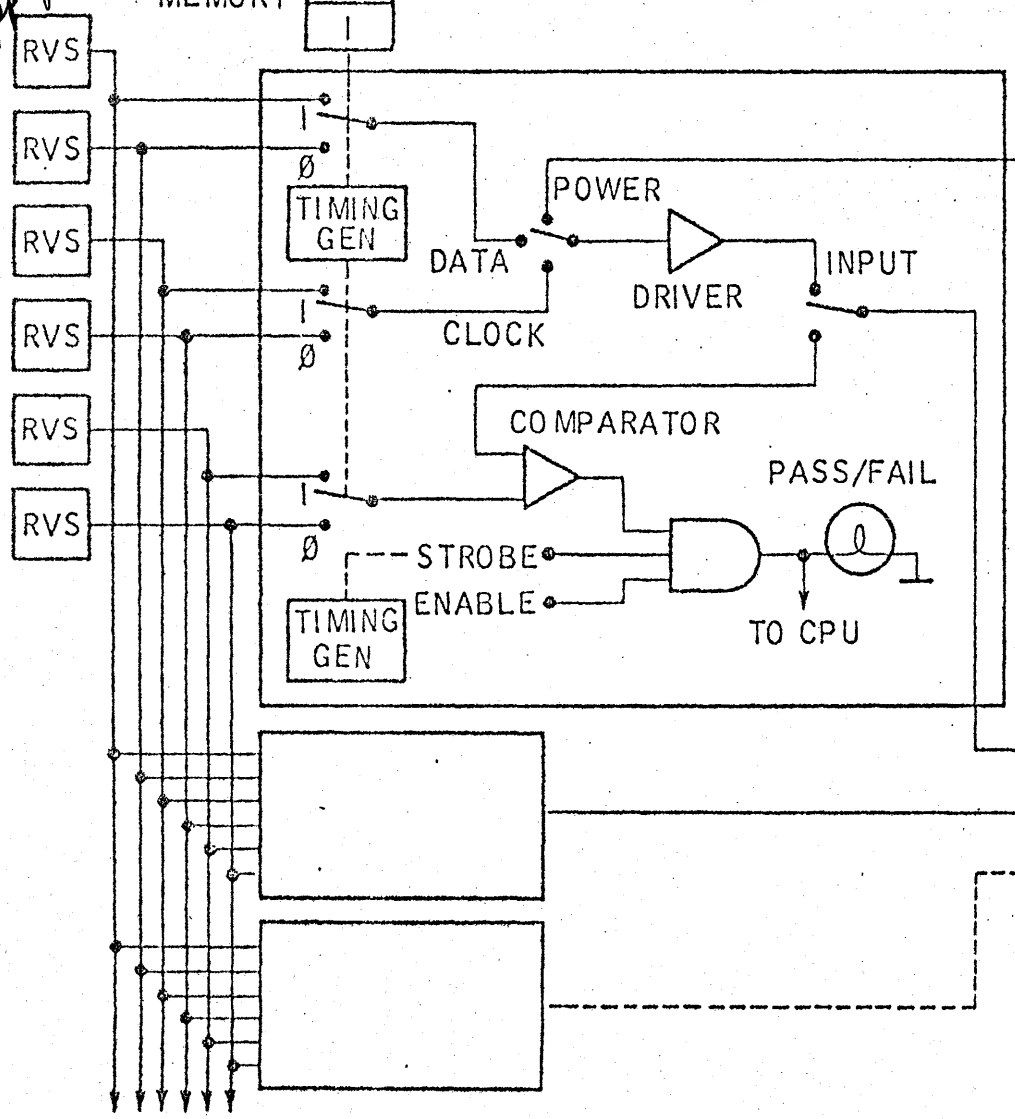 MEMORY
1
RVS
RVS
RVS
RVS
RVS
RVS
1
Ø
TIMING
GEN
POWER
DATA
DRIVER
INPUT
1
Ø
CLOCK
COMPARATOR
PASS/FAIL
1
Ø
STROBE
ENABLE
TIMING
GEN
TO CPU